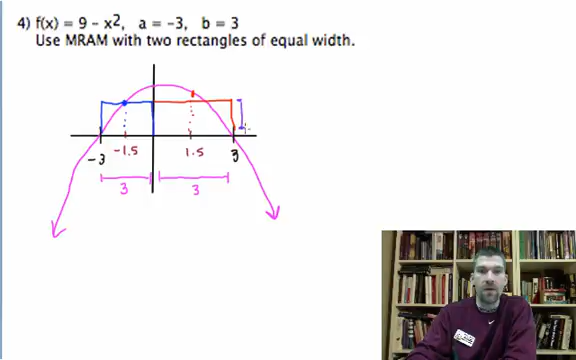 4) f(x) = 9 − x2, a = −3, b = 3
Use MRAM with two rectangles of equal width.
−3 −1.5 1.5 3
3 3